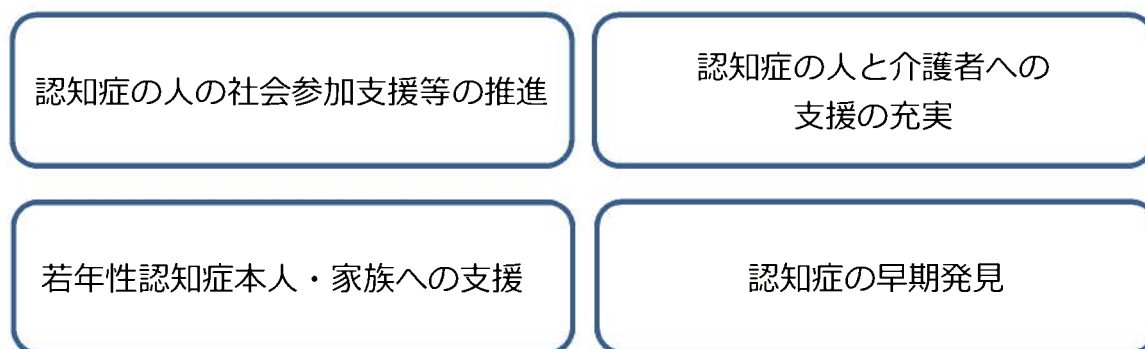 認知症の人の社会参加支援等の推進
認知症の人と介護者への
支援の充実
若年性認知症本人・家族への支援
認知症の早期発見